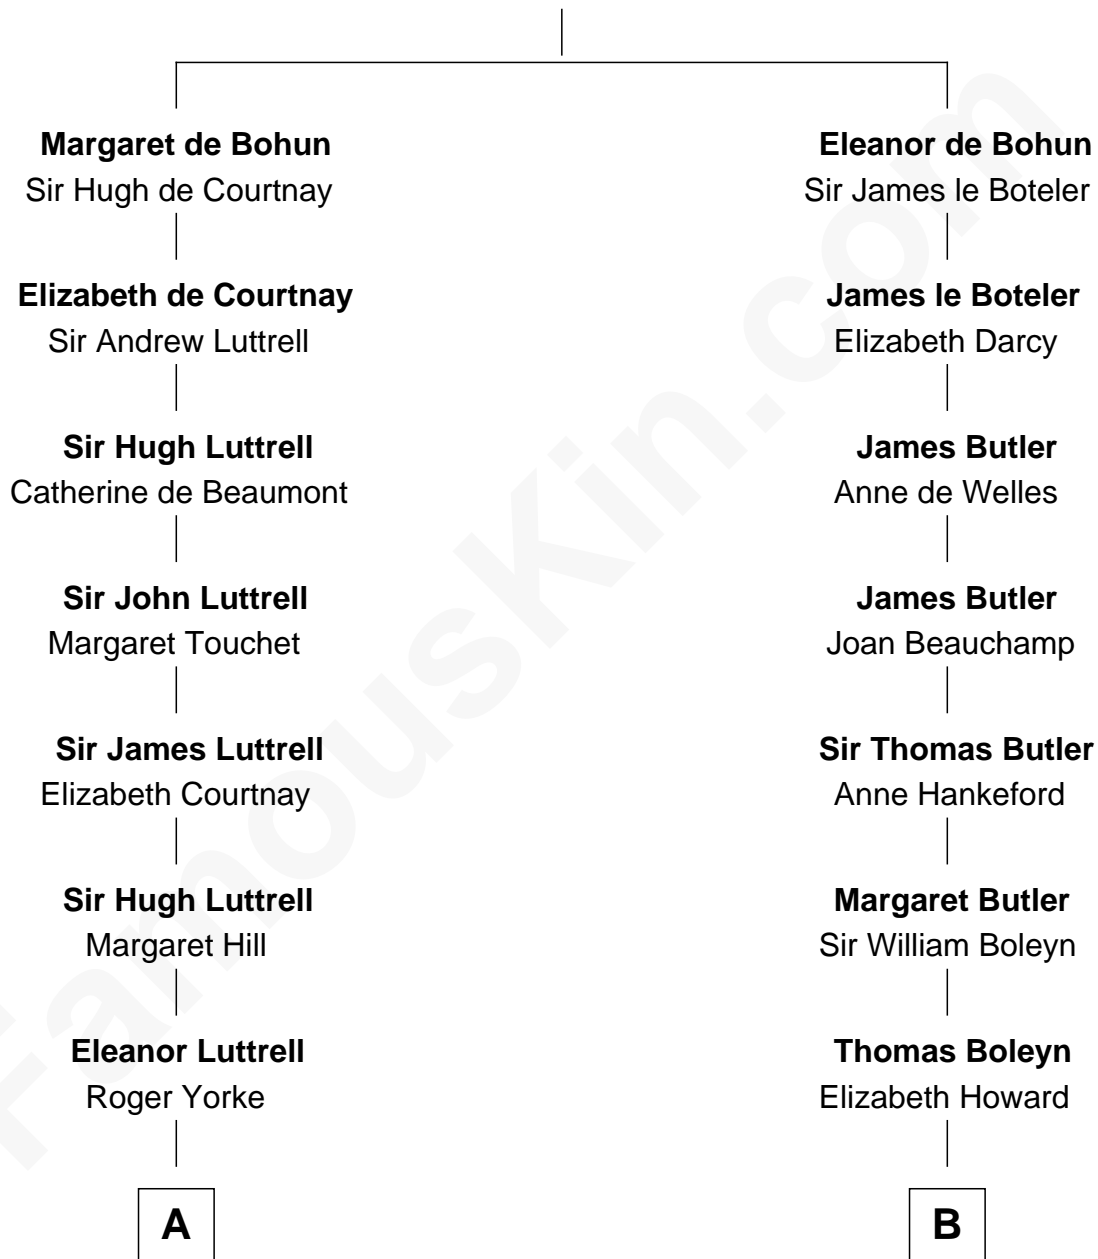 Margaret de Bohun
Sir Hugh de Courtnay
Elizabeth de Courtnay
Sir Andrew Luttrell
Sir Hugh Luttrell
Catherine de Beaumont
Sir John Luttrell
Margaret Touchet
Sir James Luttrell
Elizabeth Courtnay
Sir Hugh Luttrell
Margaret Hill
Eleanor Luttrell
Roger Yorke
A
Eleanor de Bohun
Sir James le Boteler
James le Boteler
Elizabeth Darcy
James Butler
Anne de Welles
James Butler
Joan Beauchamp
Sir Thomas Butler
Anne Hankeford
Margaret Butler
Sir William Boleyn
Thomas Boleyn
Elizabeth Howard
B
FamousKin.com